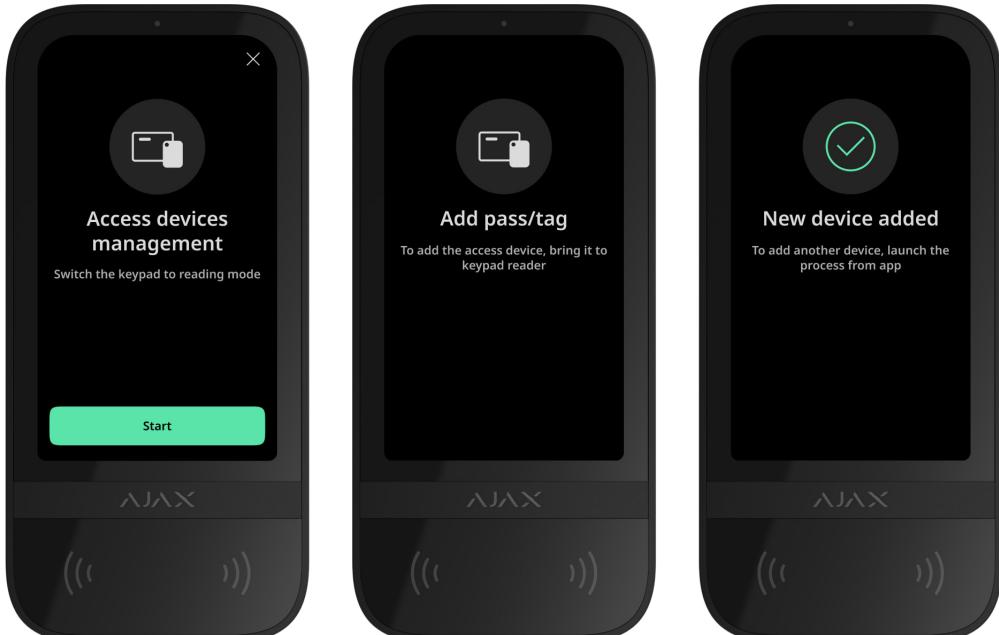 Access devices
management
Switch the keypad to reading mode
Start
AJAX
Add pass/tag
To add the access device, bring it to
keypad reader
AJAX
New device added
To add another device, launch the
process from app
AJAX